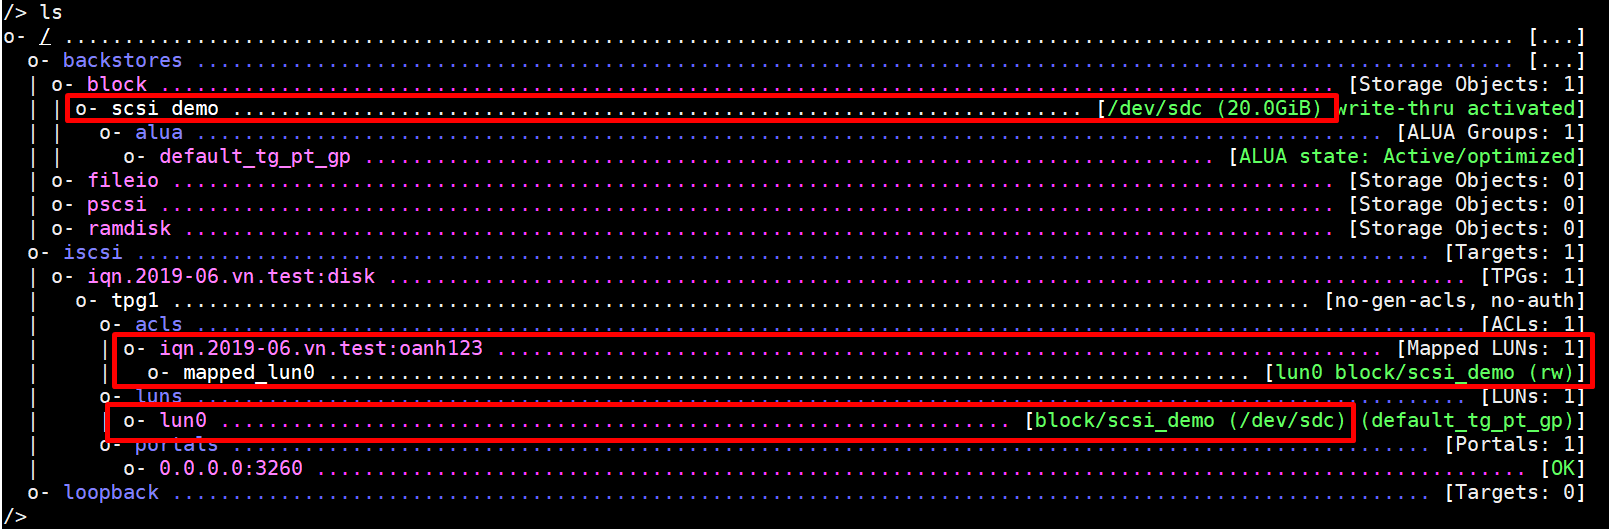 /> ls
o- / ......................................................................................................................... [...]
  o- backstores .............................................................................................................. [...]
  | o- block .................................................................................................. [Storage Objects: 1]
  | | o- scsi_demo ....................................................................... [/dev/sdc (20.0GiB) write-thru activated]
  | |   o- alua ................................................................................................... [ALUA Groups: 1]
  | |     o- default_tg_pt_gp ....................................................................... [ALUA state: Active/optimized]
  | o- fileio ................................................................................................. [Storage Objects: 0]
  | o- pscsi .................................................................................................. [Storage Objects: 0]
  | o- ramdisk ................................................................................................ [Storage Objects: 0]
  o- iscsi ............................................................................................................ [Targets: 1]
  | o- iqn.2019-06.vn.test:disk .......................................................................................... [TPGs: 1]
  |   o- tpg1 ............................................................................................... [no-gen-acls, no-auth]
  |     o- acls .......................................................................................................... [ACLs: 1]
  |     | o- iqn.2019-06.vn.test:oanh123 .......................................................................... [Mapped LUNs: 1]
  |     |   o- mapped_lun0 ............................................................................. [lun0 block/scsi_demo (rw)]
  |     o- luns .......................................................................................................... [LUNs: 1]
  |     | o- lun0 .................................................................. [block/scsi_demo (/dev/sdc) (default_tg_pt_gp)]
  |     o- portals .................................................................................................... [Portals: 1]
  |       o- 0.0.0.0:3260 ..................................................................................................... [OK]
  o- loopback ......................................................................................................... [Targets: 0]
/>